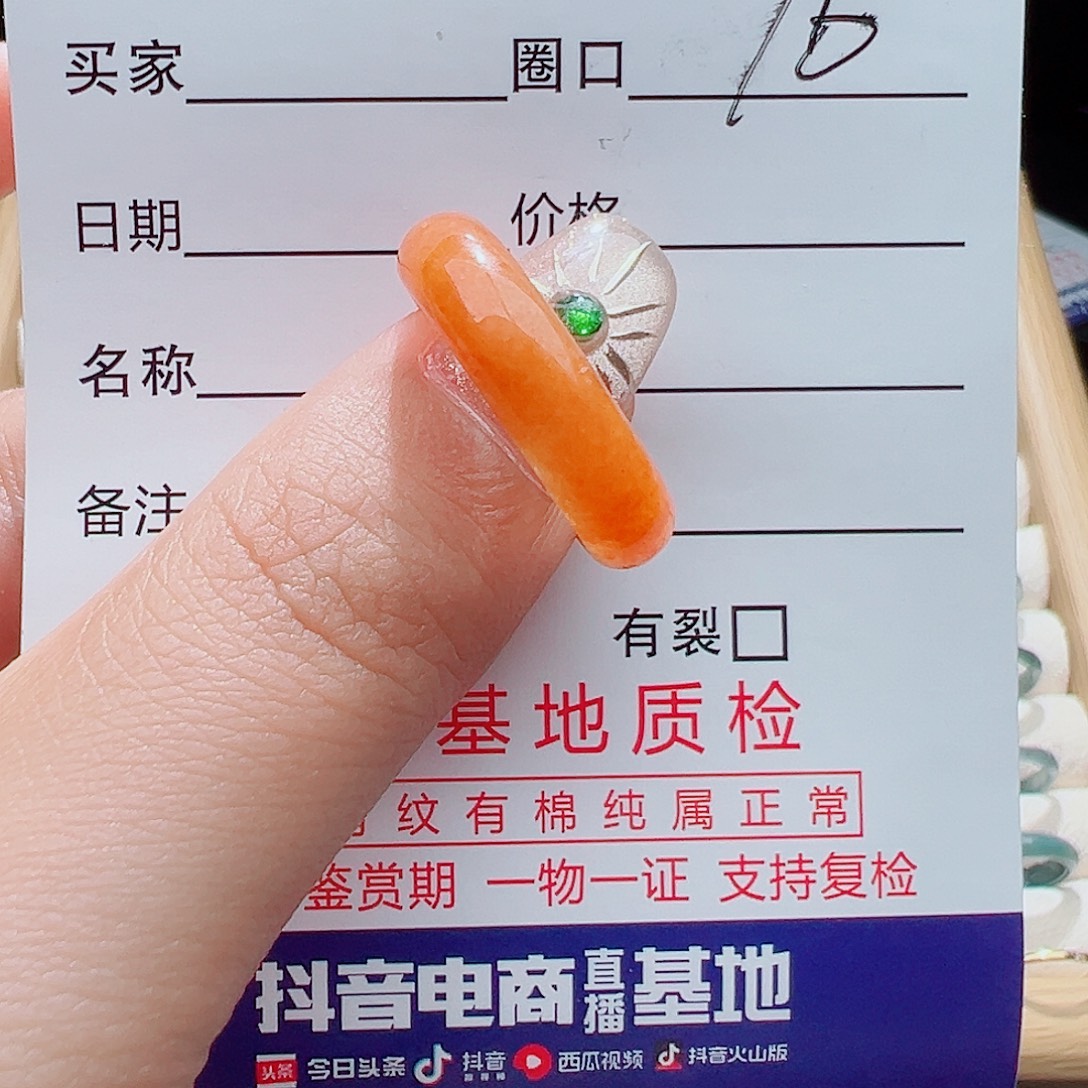 买家 圈口 16
日期 价格
名称
备注
有裂
基地质检
纹有棉纯属正常
鉴赏期 一物一证 支持复检
抖音电商直播基地
头条 今日头条 抖音 西瓜视频 抖音火山版